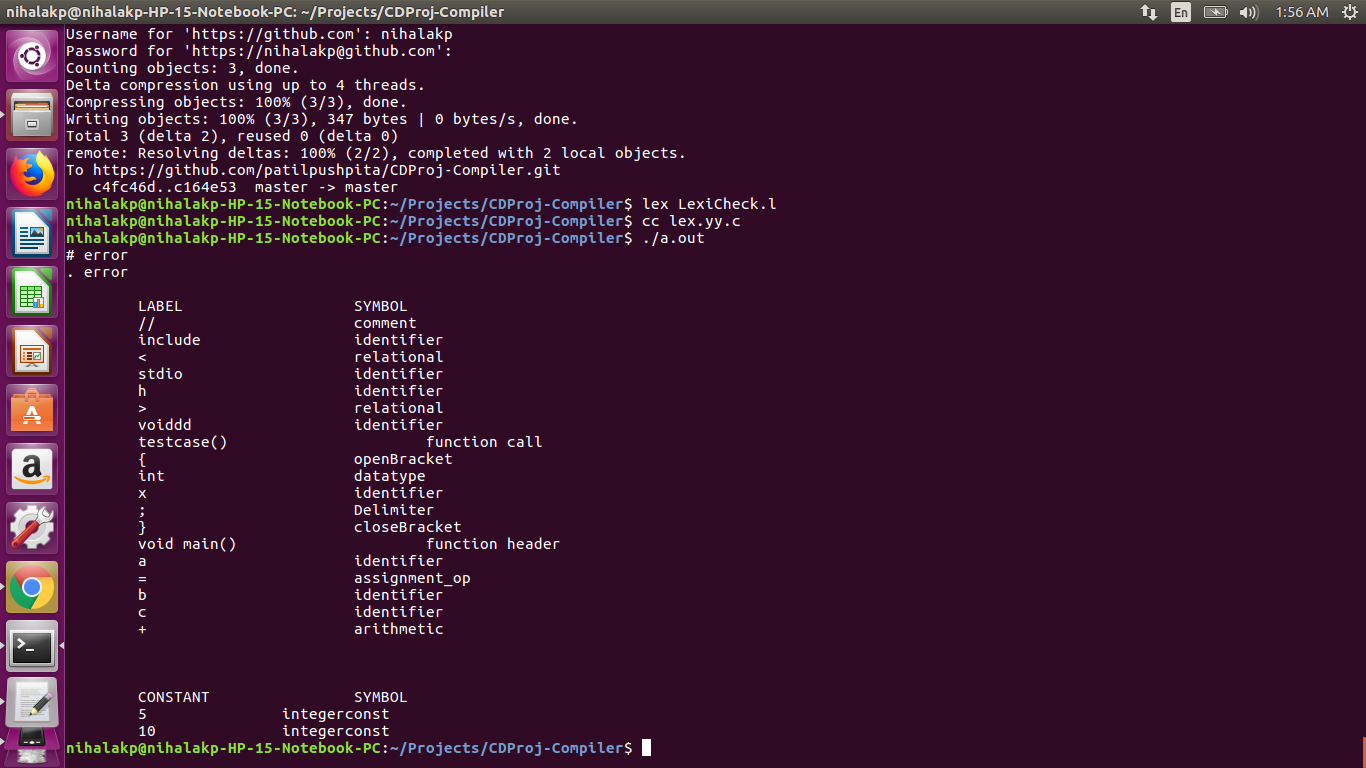 nihalakp@nihalakp-HP-15-Notebook-PC: ~/Projects/CDProj-Compiler En 1:56 AM
Username for 'https://github.com': nihalakp
Password for 'https://nihalakp@github.com':
Counting objects: 3, done.
Delta compression using up to 4 threads.
Compressing objects: 100% (3/3), done.
Writing objects: 100% (3/3), 347 bytes | 0 bytes/s, done.
Total 3 (delta 2), reused 0 (delta 0)
remote: Resolving deltas: 100% (2/2), completed with 2 local objects.
To https://github.com/patilpushpita/CDProj-Compiler.git
   c4fc46d..c164e53  master -> master
nihalakp@nihalakp-HP-15-Notebook-PC:~/Projects/CDProj-Compiler$ lex LexiCheck.l
nihalakp@nihalakp-HP-15-Notebook-PC:~/Projects/CDProj-Compiler$ cc lex.yy.c
nihalakp@nihalakp-HP-15-Notebook-PC:~/Projects/CDProj-Compiler$ ./a.out
# error
. error
LABEL SYMBOL
// comment
include identifier
< relational
stdio identifier
h identifier
> relational
voiddd identifier
testcase() function call
{ openBracket
int datatype
x identifier
; Delimiter
} closeBracket
void main() function header
a identifier
= assignment_op
b identifier
c identifier
+ arithmetic
CONSTANT SYMBOL
5 integerconst
10 integerconst
nihalakp@nihalakp-HP-15-Notebook-PC:~/Projects/CDProj-Compiler$